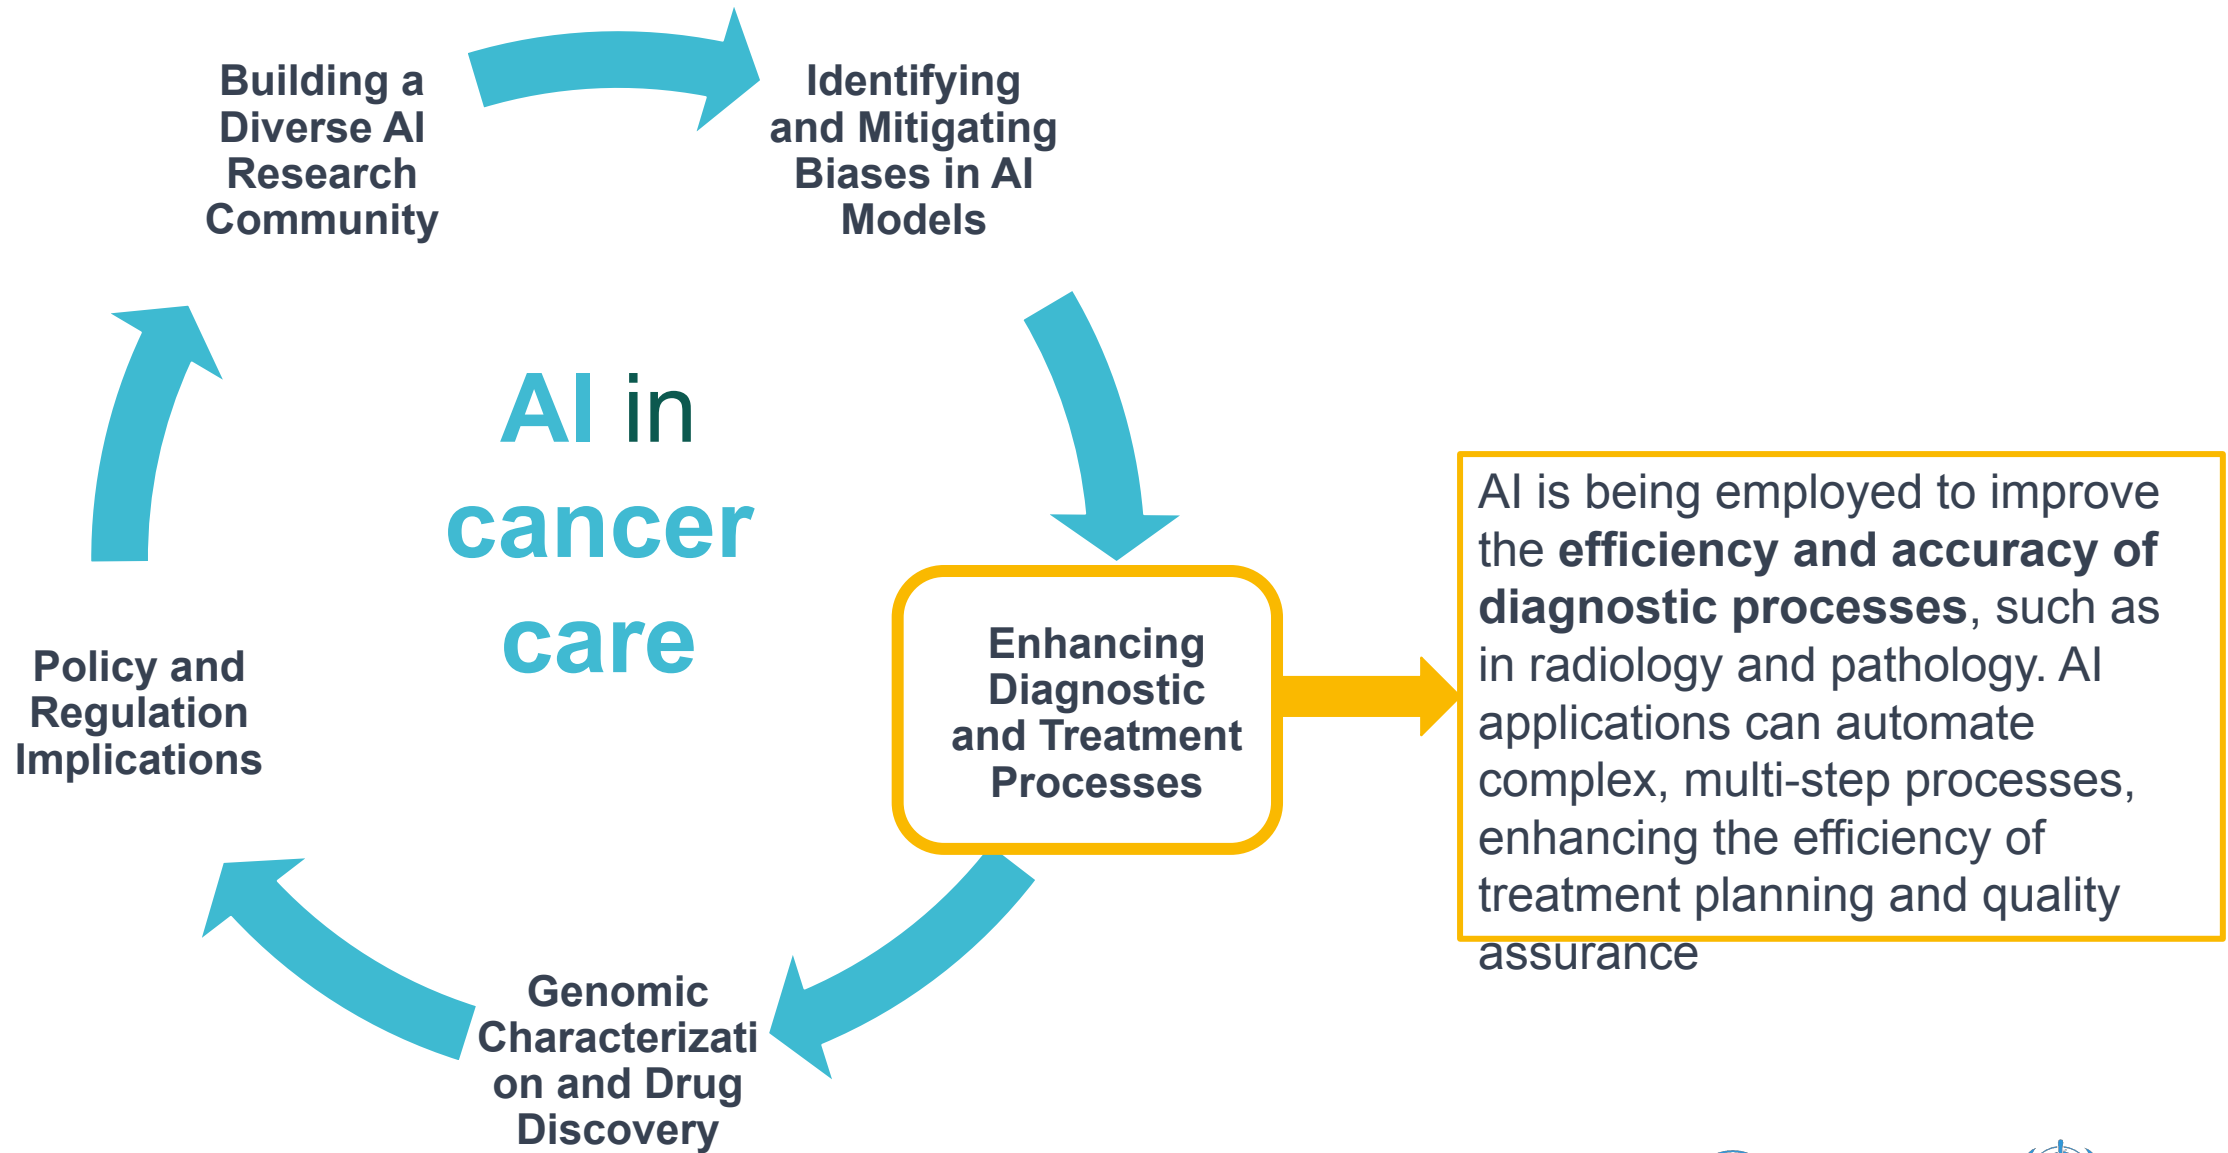 Building a
Diverse AI
Research
Community
Identifying
and Mitigating
Biases in AI
Models
AI in
cancer
care
Enhancing
Diagnostic
and Treatment
Processes
AI is being employed to improve
the efficiency and accuracy of
diagnostic processes, such as
in radiology and pathology. AI
applications can automate
complex, multi-step processes,
enhancing the efficiency of
treatment planning and quality
assurance
Policy and
Regulation
Implications
Genomic
Characterizati
on and Drug
Discovery